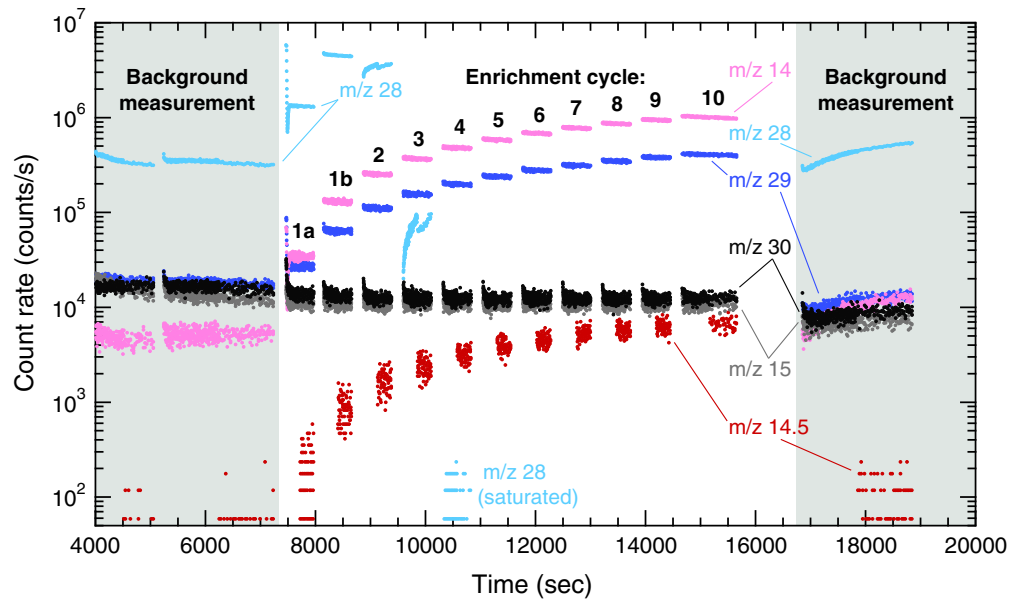 10⁷
10⁶
10⁵
10⁴
10³
10²
Count rate (counts/s)
Background
measurement
m/z 28
Enrichment cycle:
1a
1b
2
3
4
5
6
7
8
9
10
m/z 14
Background
measurement
m/z 28
m/z 29
m/z 30
m/z 15
m/z 14.5
m/z 28
(saturated)
4000
6000
8000
10000
12000
14000
16000
18000
20000
Time (sec)